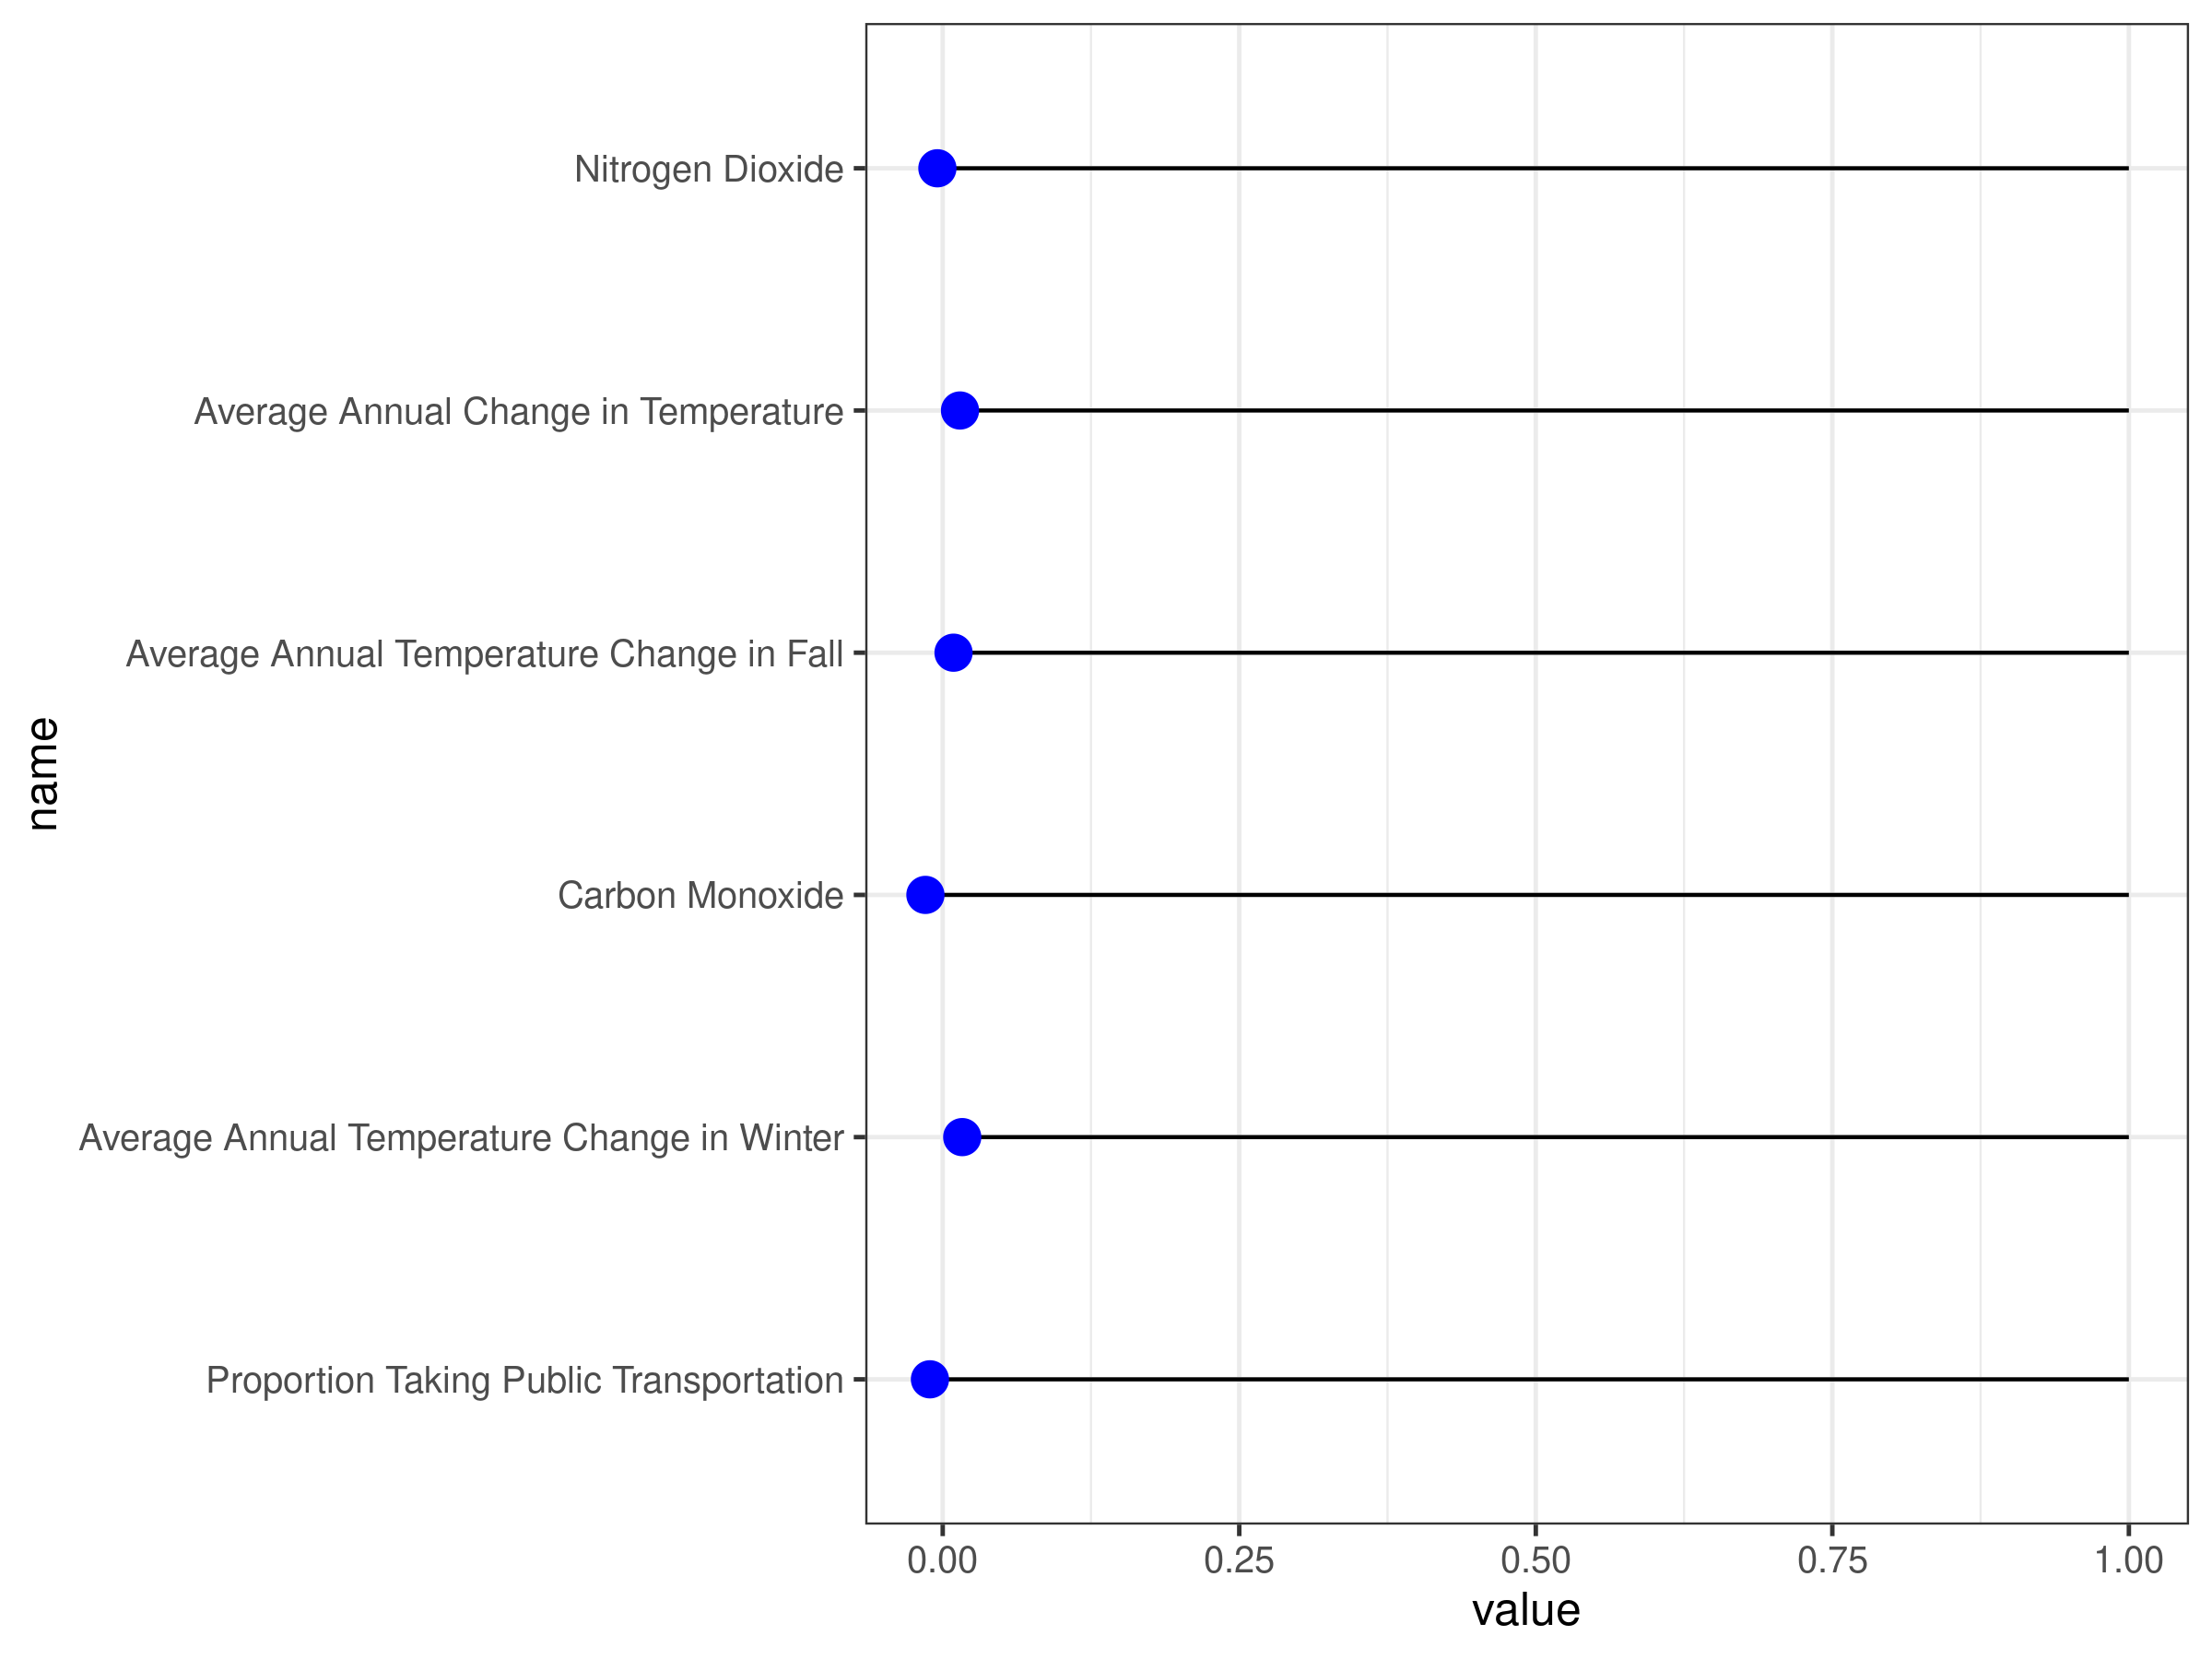 Nitrogen Dioxide
Average Annual Change in Temperature
Average Annual Temperature Change in Fall
Carbon Monoxide
Average Annual Temperature Change in Winter
Proportion Taking Public Transportation
name
0.00 0.25 0.50 0.75 1.00
value